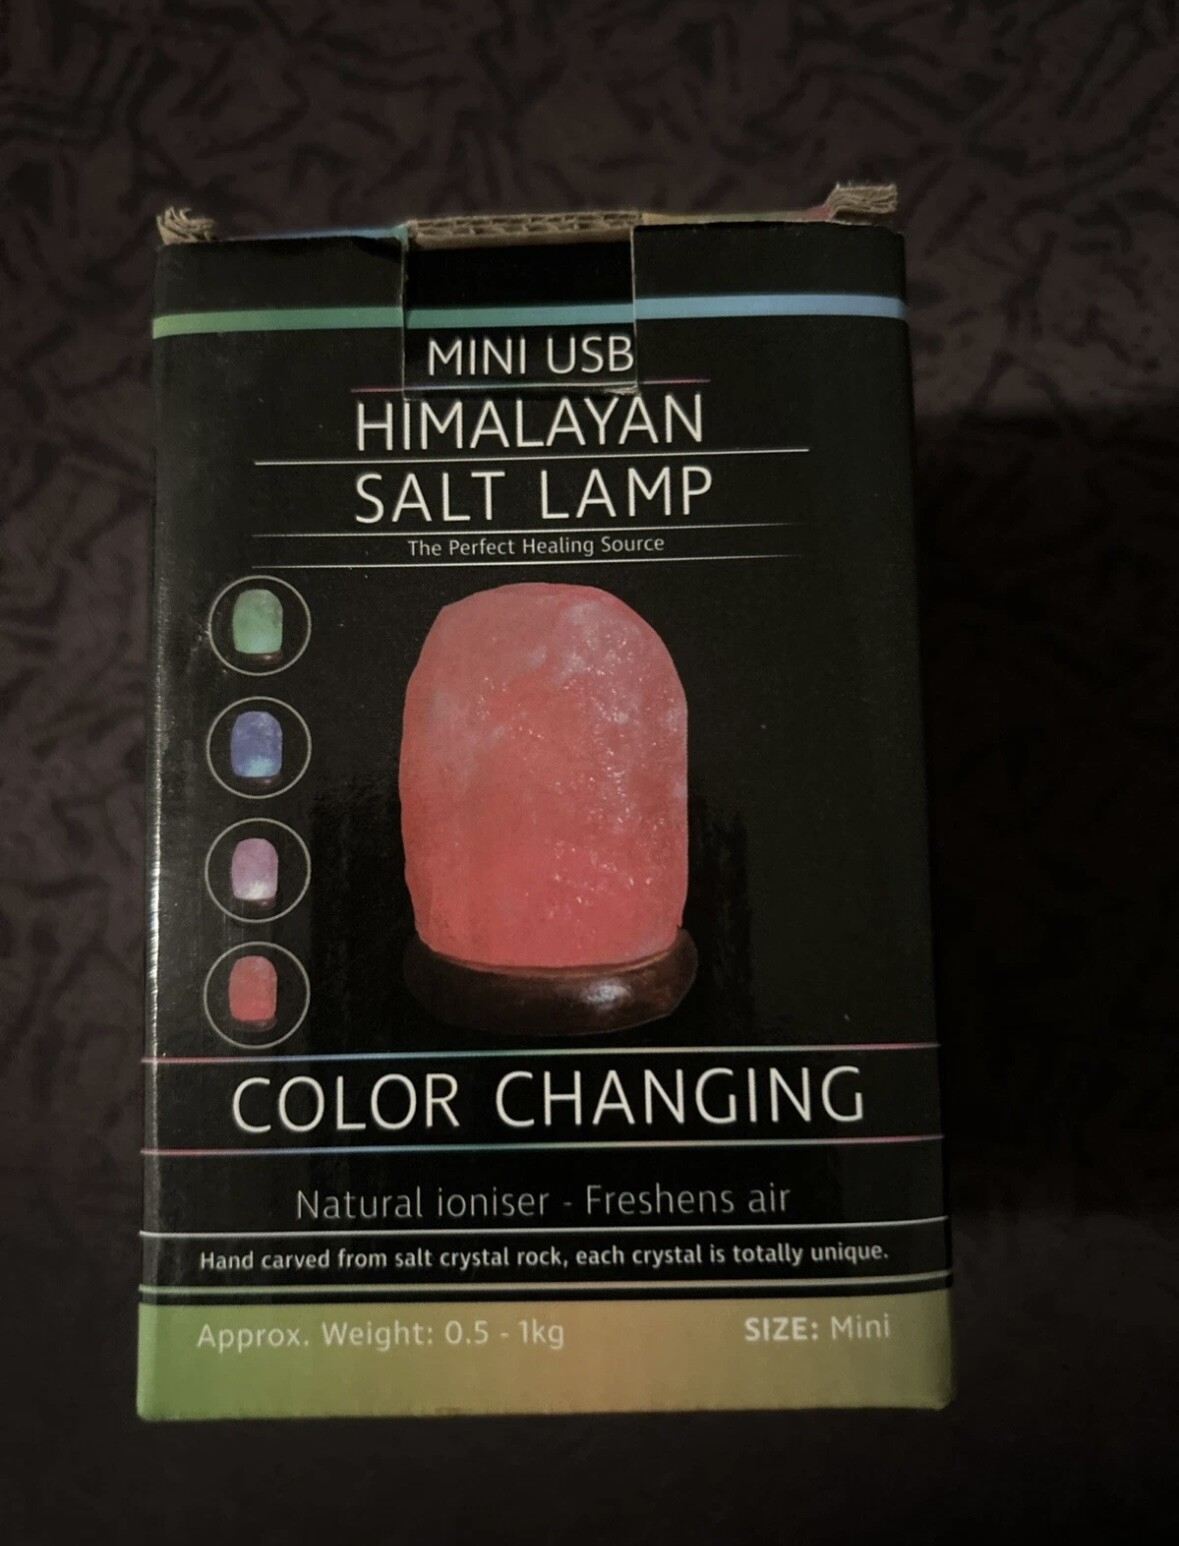 MINI USB
HIMALAYAN
SALT LAMP
The Perfect Healing Source
COLOR CHANGING
Natural ioniser - Freshens air
Hand carved from salt crystal rock, each crystal is totally unique.
Approx. Weight: 0.5 - 1kg
SIZE: Mini